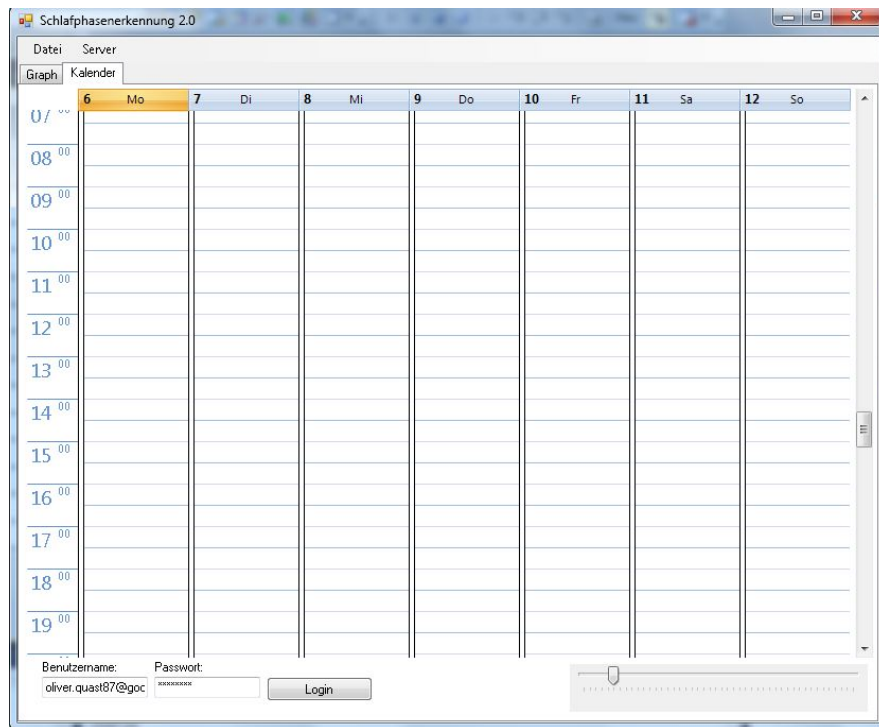 Schlafphasenerkennung 2.0
Datei Server
Graph Kalender
6 Mo 7 Di 8 Mi 9 Do 10 Fr 11 Sa 12 So
07 00
08 00
09 00
10 00
11 00
12 00
13 00
14 00
15 00
16 00
17 00
18 00
19 00
Benutzername: Passwort:
oliver.quast87@goc ******** Login